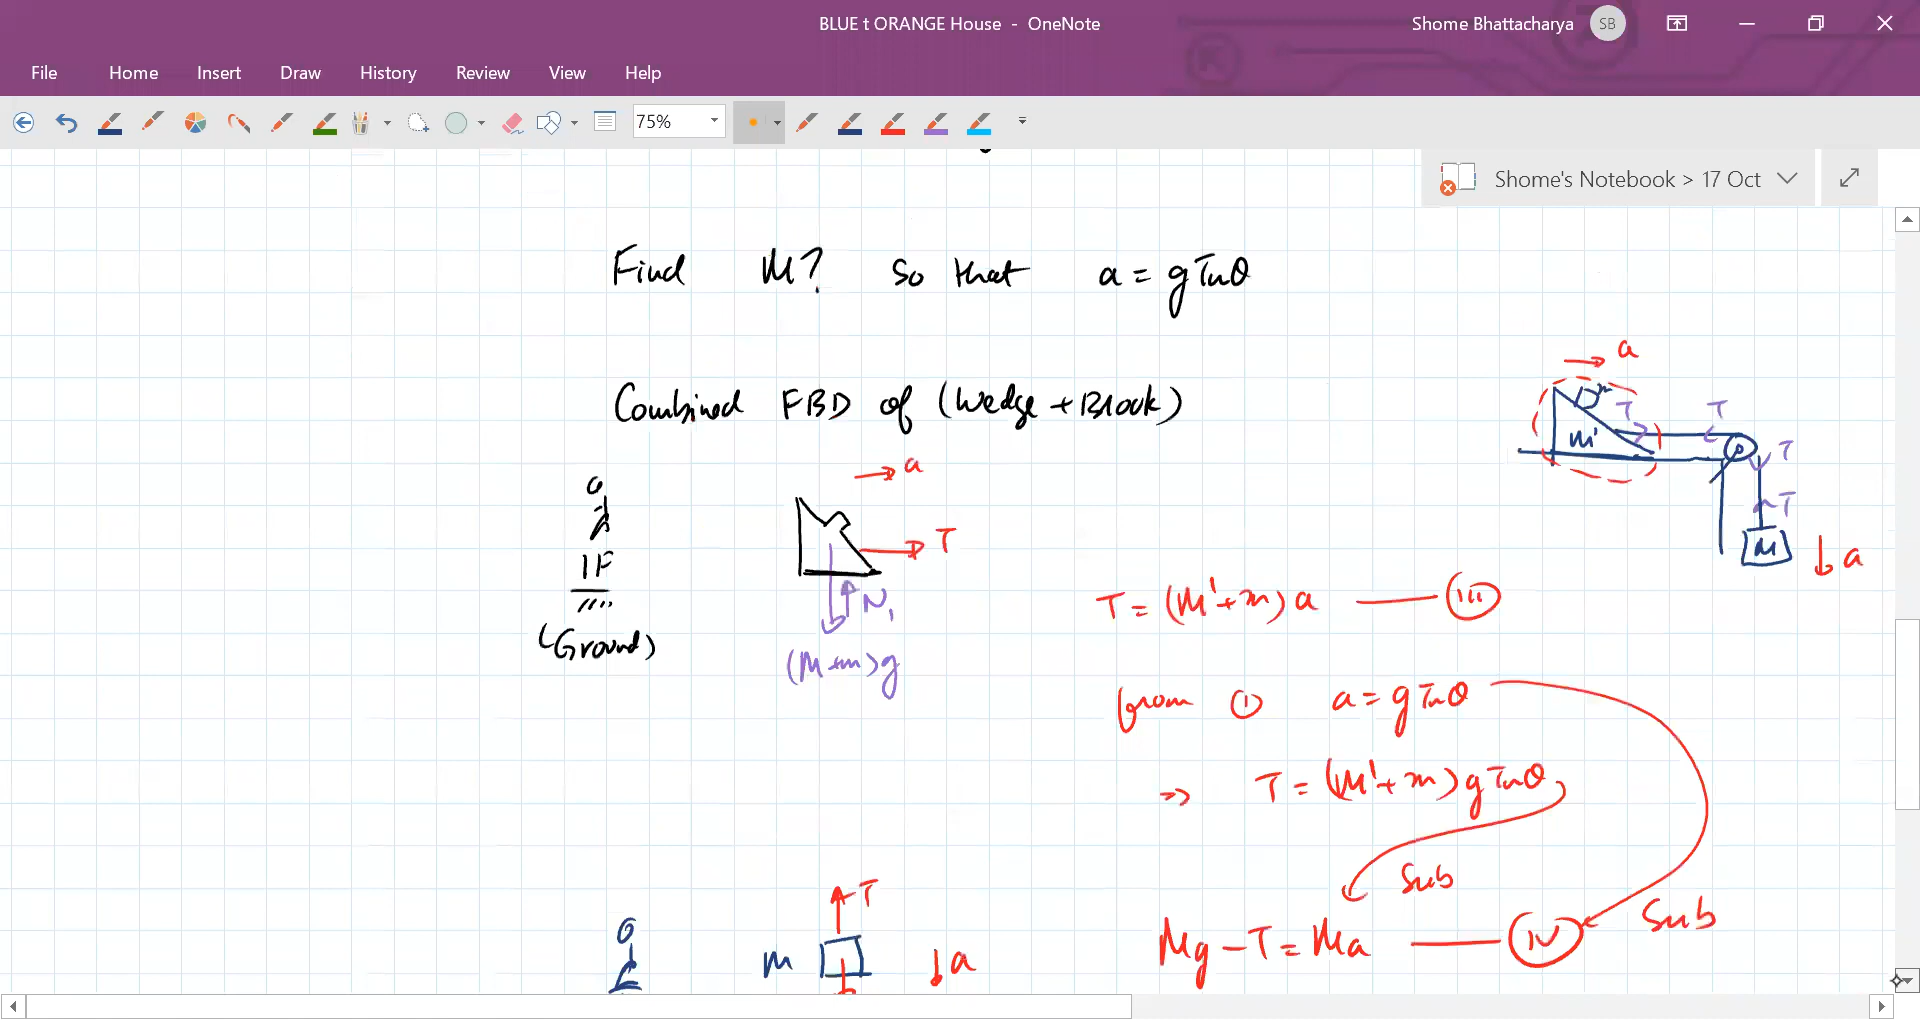 BLUE t ORANGE House - OneNote
Shome Bhattacharya SB
File Home Insert Draw History Review View Help
75%
Shome's Notebook > 17 Oct
Find M? So that a = g Tanθ
Combined FBD of (Wedge + Block)
→ a
m
T T
M'
T
T
M
↓ a
→ a
T
IF
(Ground)
N₁
(M+m)g
T = (M'+m) a — (iii)
from (1) a = g Tanθ
⇒ T = (M'+m) g Tanθ
Sub
Sub
T
M
↓ a
Mg - T = Ma — (iv)